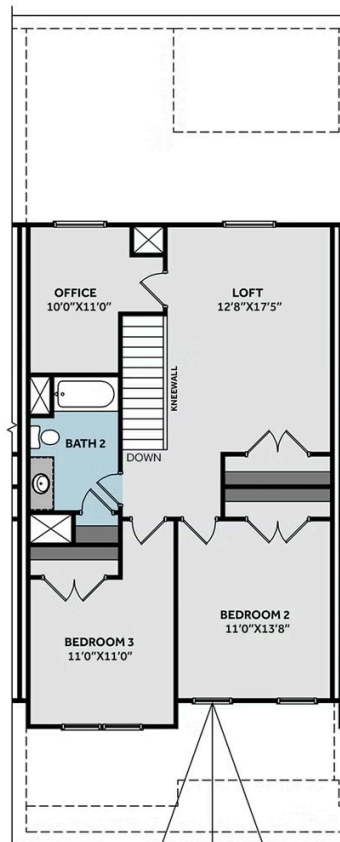 OFFICE
10'0"X11'0"
LOFT
12'8"X17'5"
KNEEWALL
BATH 2
DOWN
BEDROOM 2
11'0"X13'8"
BEDROOM 3
11'0"X11'0"